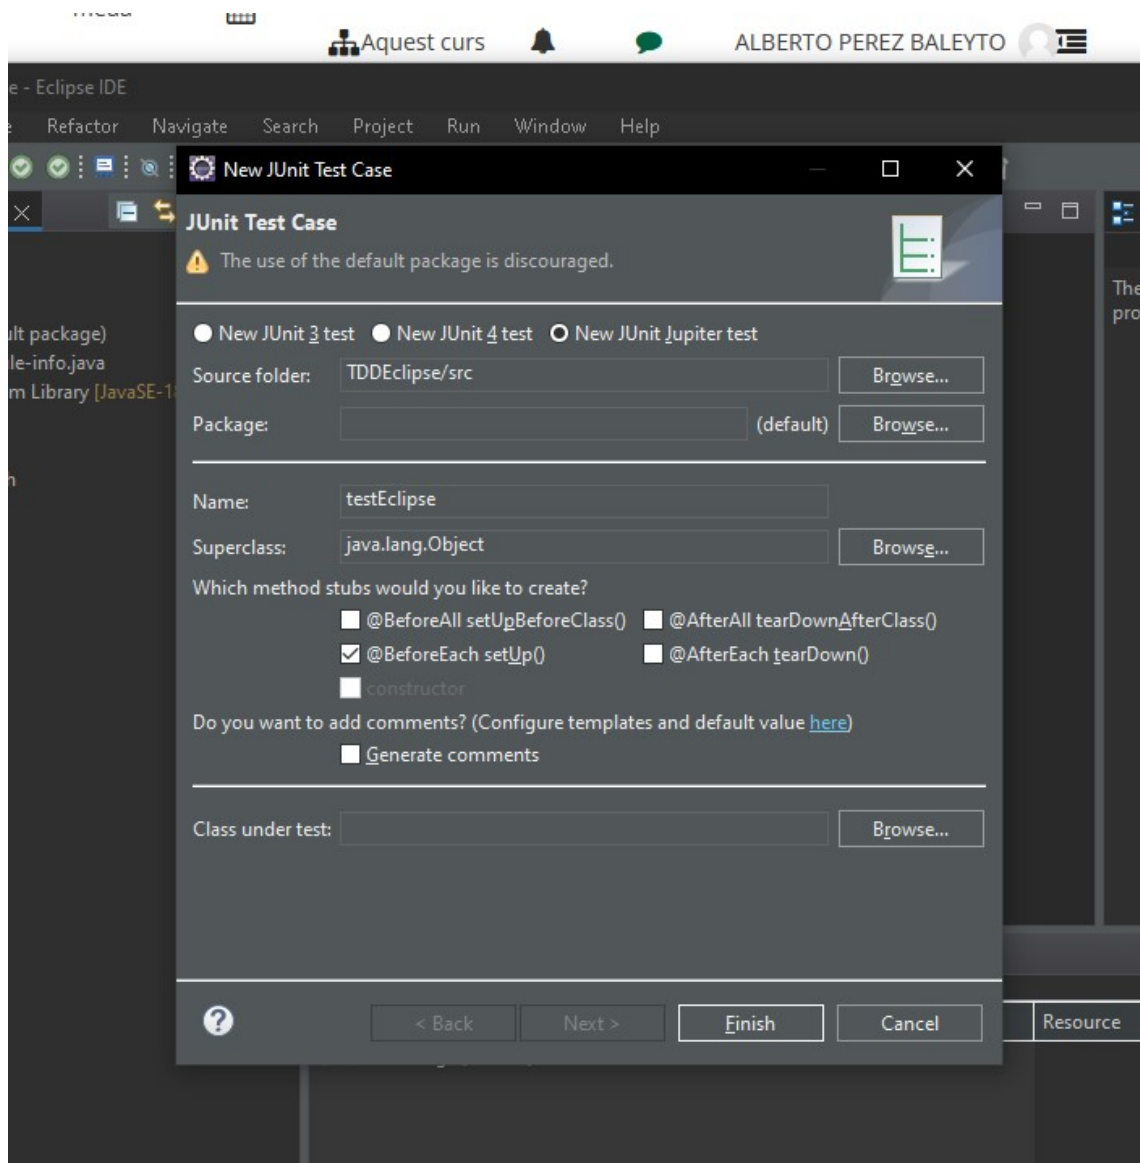 Aquest curs ALBERTO PEREZ BALEYTO
e - Eclipse IDE
Refactor Navigate Search Project Run Window Help
New JUnit Test Case
JUnit Test Case
The use of the default package is discouraged.
The
pro
New JUnit 3 test New JUnit 4 test New JUnit Jupiter test
ult package)
le-info.java
m Library [JavaSE-18
Source folder: TDDEclipse/src Browse...
Package: (default) Browse...
Name: testEclipse
Superclass: java.lang.Object Browse...
Which method stubs would you like to create?
@BeforeAll setUpBeforeClass() @AfterAll tearDownAfterClass()
@BeforeEach setUp() @AfterEach tearDown()
constructor
Do you want to add comments? (Configure templates and default value here)
Generate comments
Class under test: Browse...
< Back Next > Finish Cancel
Resource